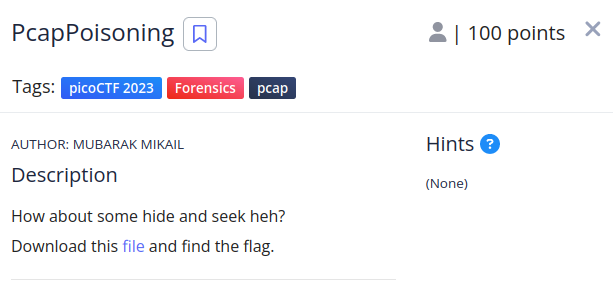 PcapPoisoning
| 100 points
Tags: picoCTF 2023 Forensics pcap
AUTHOR: MUBARAK MIKAIL
Description
How about some hide and seek heh?
Download this file and find the flag.
Hints ?
(None)